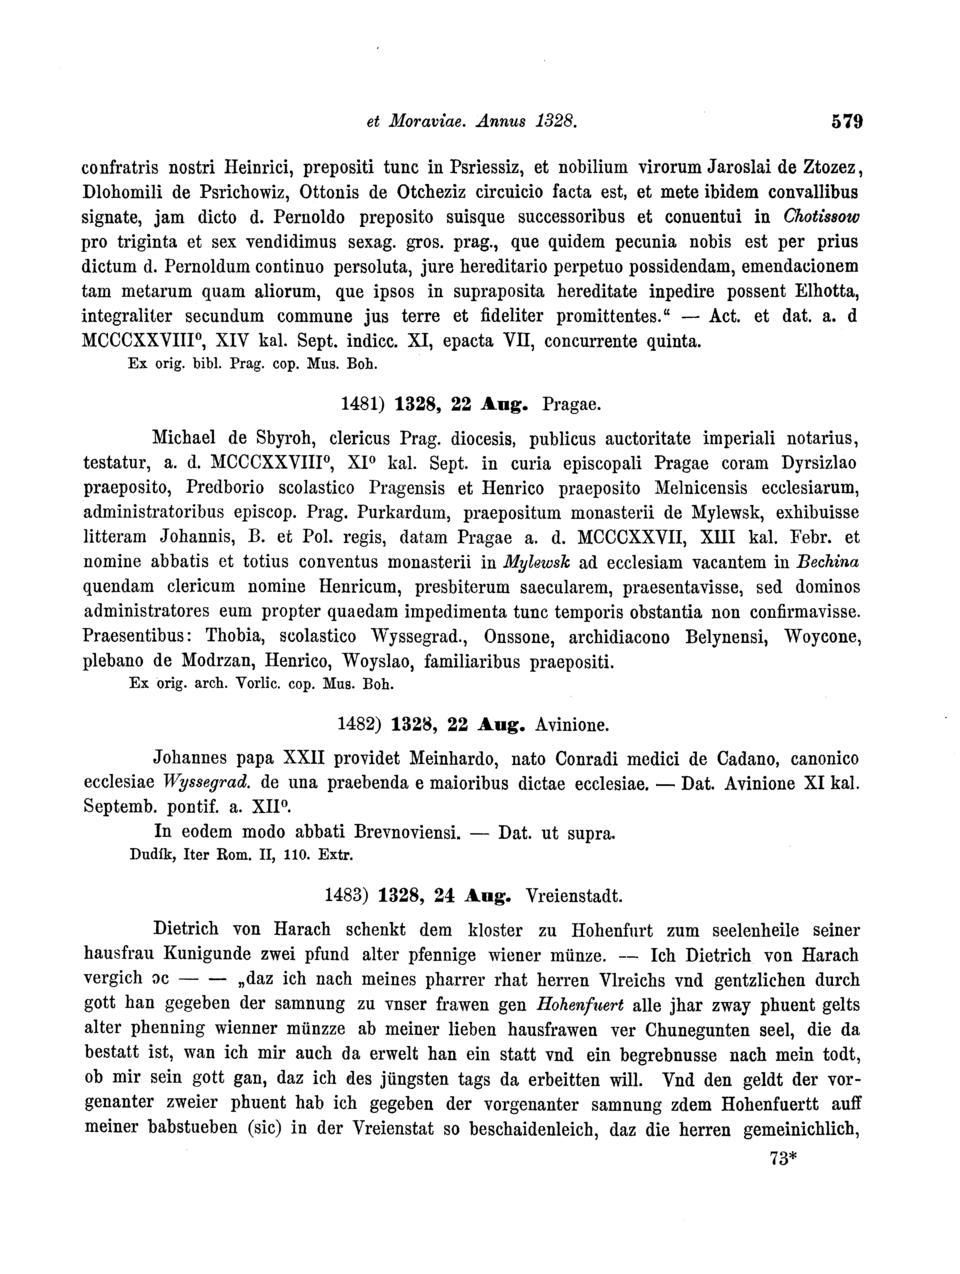 et Moraviae. Annus 1328. 579
confratris nostri Heinrici, prepositi tunc in Psriessiz, et nobilium virorum Jaroslai de Ztozez,
Dlohomili de Psrichowiz, Ottonis de Otcheziz circuicio facta est, et mete ibidem convallibus
signate, jam dicto d. Pernoldo preposito suisque successoribus et conuentui in Chotissow
pro triginta et sex vendidimus sexag. gros. prag., que quidem pecunia nobis est per prius
dictum d. Pernoldum continuo persoluta, jure hereditario perpetuo possidendam, emendacionem
tam metarum quam aliorum, que ipsos in supraposita hereditate inpedire possent Elhotta,
integraliter secundum commune jus terre et fideliter promittentes.“ — Act. et dat. a. d
MCCCXXVIII⁰, XIV kal. Sept. indicc. XI, epacta VII, concurrente quinta.
Ex orig. bibl. Prag. cop. Mus. Boh.
1481) 1328, 22 Aug. Pragae.
Michael de Sbyroh, clericus Prag. diocesis, publicus auctoritate imperiali notarius,
testatur, a. d. MCCCXXVIII⁰, XI⁰ kal. Sept. in curia episcopali Pragae coram Dyrsizlao
praeposito, Predborio scolastico Pragensis et Henrico praeposito Melnicensis ecclesiarum,
administratoribus episcop. Prag. Purkardum, praepositum monasterii de Mylewsk, exhibuisse
litteram Johannis, B. et Pol. regis, datam Pragae a. d. MCCCXXVII, XIII kal. Febr. et
nomine abbatis et totius conventus monasterii in Mylewsk ad ecclesiam vacantem in Bechina
quendam clericum nomine Henricum, presbiterum saecularem, praesentavisse, sed dominos
administratores eum propter quaedam impedimenta tunc temporis obstantia non confirmavisse.
Praesentibus: Thobia, scolastico Wyssegrad., Onssone, archidiacono Belynensi, Woycone,
plebano de Modrzan, Henrico, Woyslao, familiaribus praepositi.
Ex orig. arch. Vorlic. cop. Mus. Boh.
1482) 1328, 22 Aug. Avinione.
Johannes papa XXII providet Meinhardo, nato Conradi medici de Cadano, canonico
ecclesiae Wyssegrad. de una praebenda e maioribus dictae ecclesiae. — Dat. Avinione XI kal.
Septemb. pontif. a. XII⁰.
In eodem modo abbati Brevnoviensi. — Dat. ut supra.
Dudík, Iter Rom. II, 110. Extr.
1483) 1328, 24 Aug. Vreienstadt.
Dietrich von Harach schenkt dem kloster zu Hohenfurt zum seelenheile seiner
hausfrau Kunigunde zwei pfund alter pfennige wiener münze. — Ich Dietrich von Harach
vergich ɔc — — „daz ich nach meines pharrer rhat herren Vlreichs vnd gentzlichen durch
gott han gegeben der samnung zu vnser frawen gen Hohenfuert alle jhar zway phuent gelts
alter phenning wienner münzze ab meiner lieben hausfrawen ver Chunegunten seel, die da
bestatt ist, wan ich mir auch da erwelt han ein statt vnd ein begrebnusse nach mein todt,
ob mir sein gott gan, daz ich des jüngsten tags da erbeitten will. Vnd den geldt der vor-
genanter zweier phuent hab ich gegeben der vorgenanter samnung zdem Hohenfuertt auff
meiner babstueben (sic) in der Vreienstat so beschaidenleich, daz die herren gemeinichlich,
73*